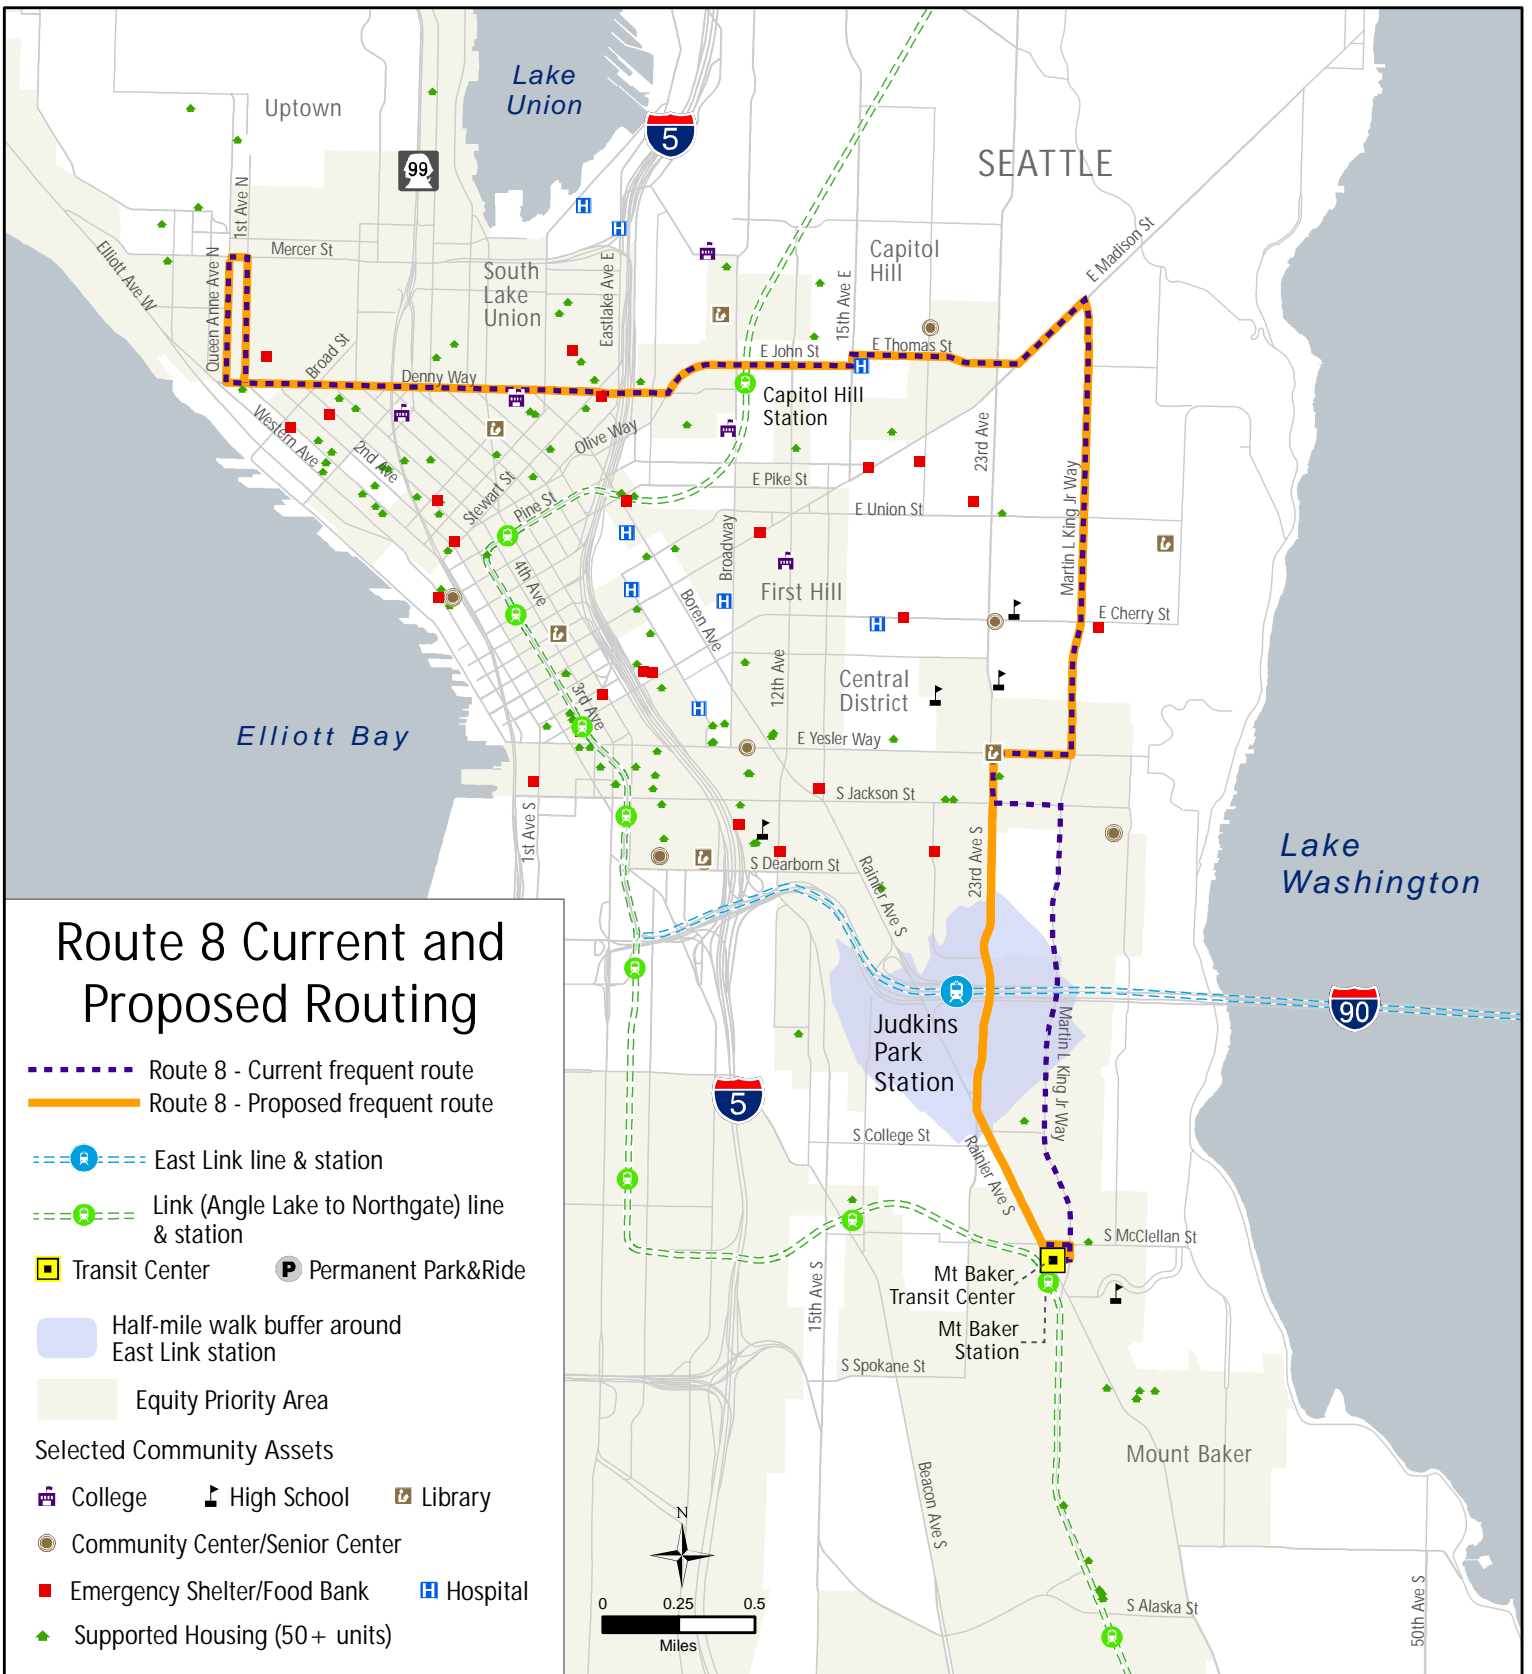 Lake
Union
Uptown
5
SEATTLE
99
1st Ave N
Mercer St
Queen Anne Ave N
Elliott Ave W
South
Lake
Union
Eastlake Ave E
Capitol
Hill
15th Ave E
E Madison St
Broad St
Denny Way
E John St
E Thomas St
Capitol Hill
Station
Western Ave
2nd Ave
Olive Way
Stewart St
Pine St
E Pike St
E Union St
23rd Ave
Martin L King Jr Way
4th Ave
Broadway
First Hill
Boren Ave
E Cherry St
12th Ave
Central
District
3rd Ave
E Yesler Way
Elliott Bay
S Jackson St
1st Ave S
S Dearborn St
Rainier Ave S
23rd Ave S
Lake
Washington
Judkins
Park
Station
90
Martin L King Jr Way
5
S College St
Rainier Ave S
S McClellan St
Mt Baker
Transit Center
Mt Baker
Station
15th Ave S
S Spokane St
Mount Baker
Beacon Ave S
S Alaska St
50th Ave S
Route 8 Current and
Proposed Routing
Route 8 - Current frequent route
Route 8 - Proposed frequent route
East Link line & station
Link (Angle Lake to Northgate) line
& station
Transit Center
P Permanent Park&Ride
Half-mile walk buffer around
East Link station
Equity Priority Area
Selected Community Assets
College
High School
Library
Community Center/Senior Center
Emergency Shelter/Food Bank
H Hospital
Supported Housing (50+ units)
N
0 0.25 0.5
Miles